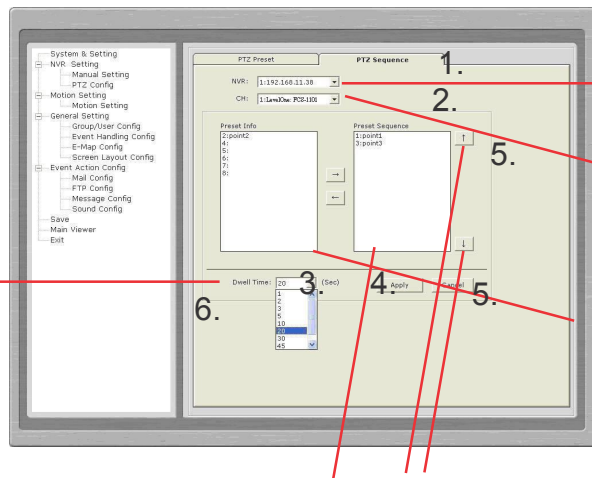 System & Setting
NVR Setting
Manual Setting
PTZ Config
Motion Setting
Motion Setting
General Setting
Group/User Config
Event Handling Config
E-Map Config
Screen Layout Config
Event Action Config
Mail Config
FTP Config
Message Config
Sound Config
Save
Main Viewer
Exit
PTZ Preset
PTZ Sequence
1.
NVR: 1:192.168.11.38
2.
CH: 1:LevelOne: FCS-1101
5.
Preset Info
2:point2
4:
5:
6:
7:
8:
→
←
Preset Sequence
1:point1
3:point3
↑
↓
Dwell Time: 20 (Sec)
3.
4.
Apply
Cancel
5.
6.
1
2
3
5
10
20
30
45